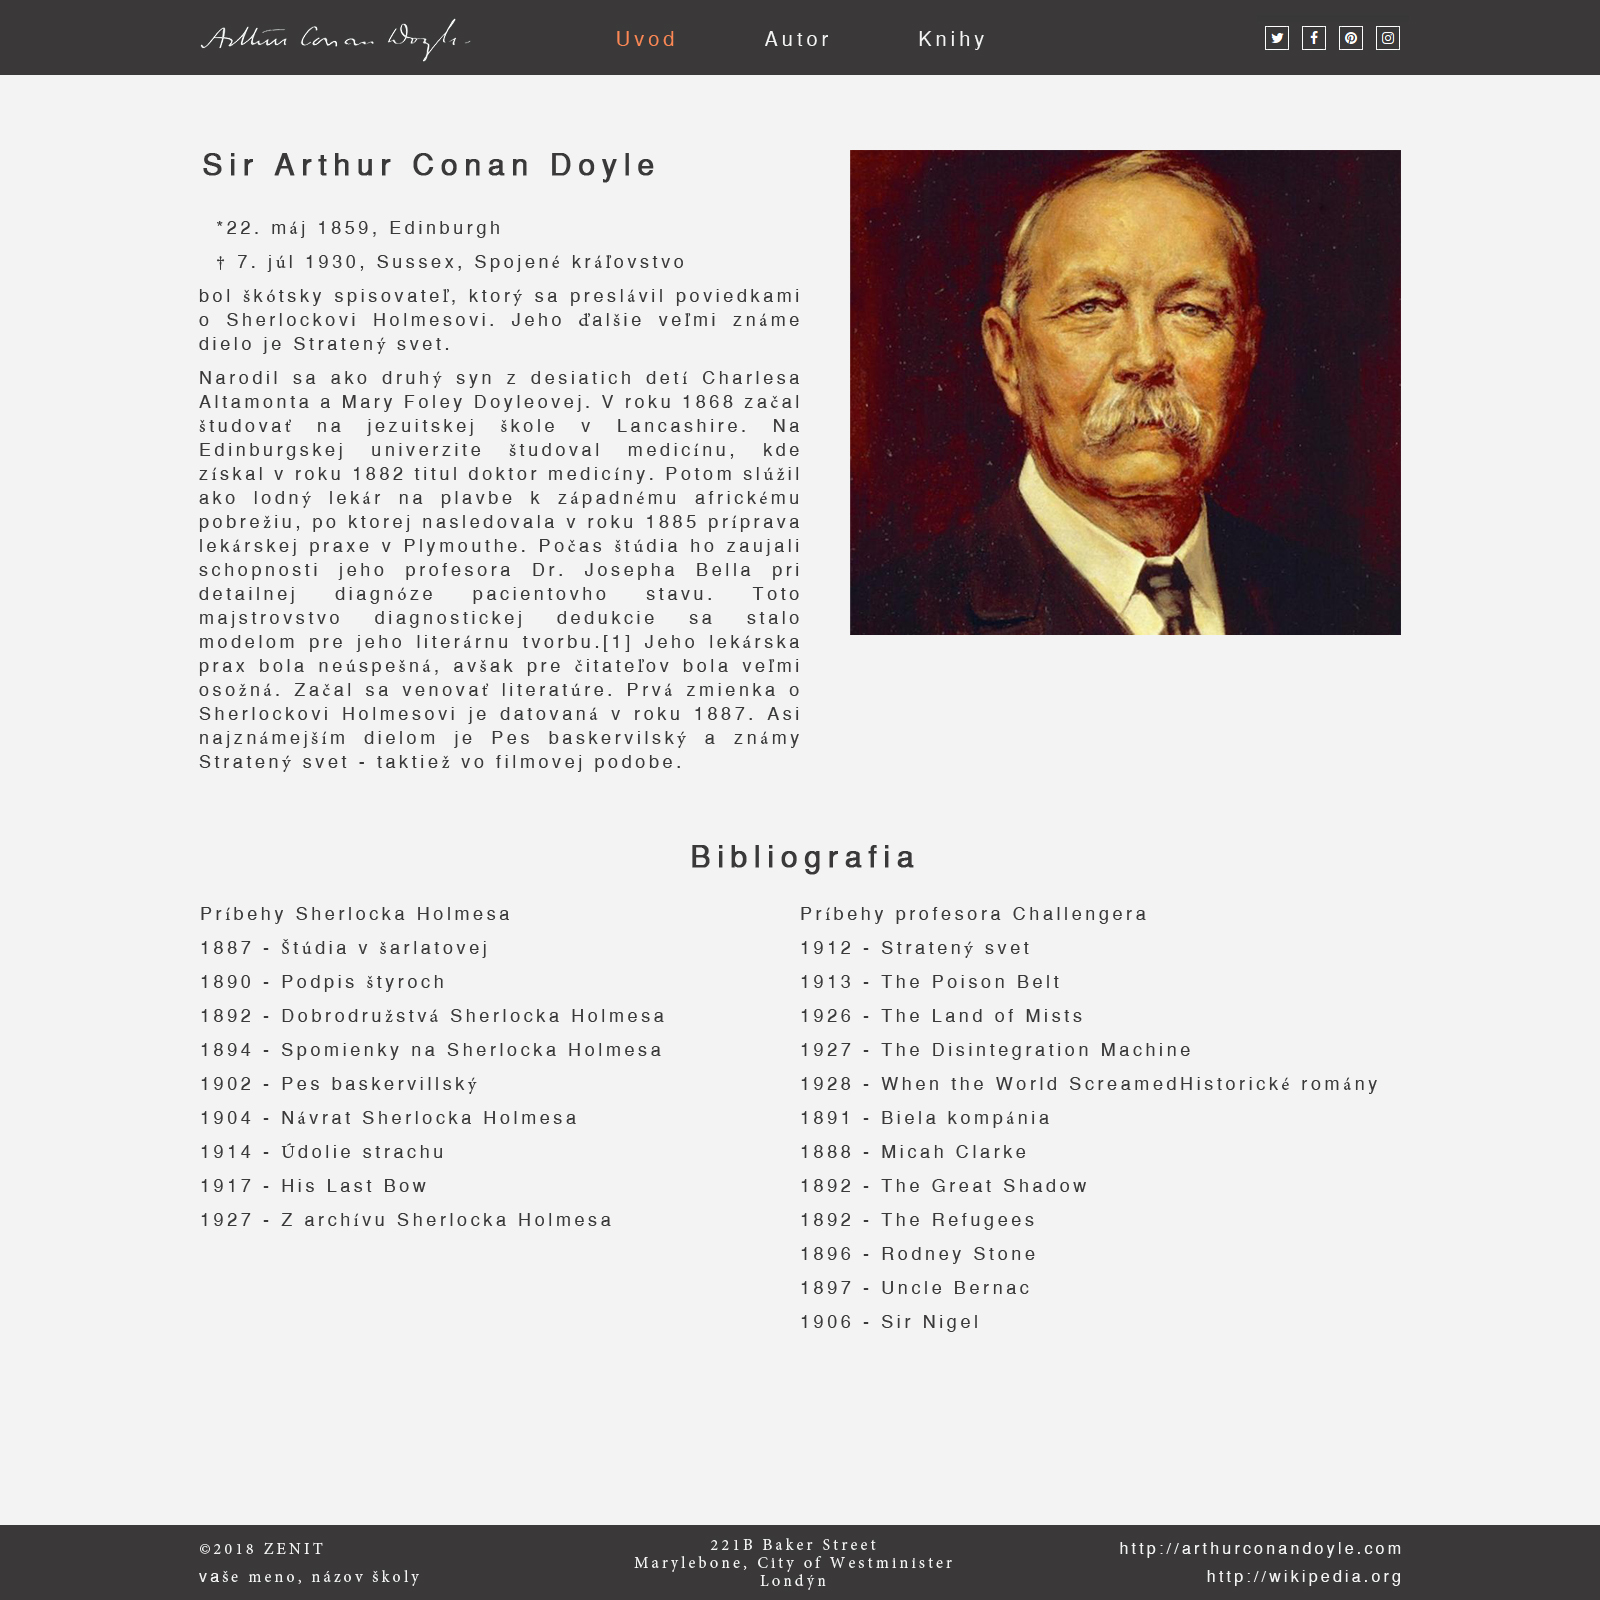 Arthur Conan Doyle.
Uvod
Autor
Knihy
Sir Arthur Conan Doyle
*22. máj 1859, Edinburgh
† 7. júl 1930, Sussex, Spojené kráľovstvo
bol škótsky spisovateľ, ktorý sa preslávil poviedkami
o Sherlockovi Holmesovi. Jeho ďalšie veľmi známe
dielo je Stratený svet.
Narodil sa ako druhý syn z desiatich detí Charlesa
Altamonta a Mary Foley Doyleovej. V roku 1868 začal
študovať na jezuitskej škole v Lancashire. Na
Edinburgskej univerzite študoval medicínu, kde
získal v roku 1882 titul doktor medicíny. Potom slúžil
ako lodný lekár na plavbe k západnému africkému
pobrežiu, po ktorej nasledovala v roku 1885 príprava
lekárskej praxe v Plymouthe. Počas štúdia ho zaujali
schopnosti jeho profesora Dr. Josepha Bella pri
detailnej diagnóze pacientovho stavu. Toto
majstrovstvo diagnostickej dedukcie sa stalo
modelom pre jeho literárnu tvorbu.[1] Jeho lekárska
prax bola neúspešná, avšak pre čitateľov bola veľmi
osožná. Začal sa venovať literatúre. Prvá zmienka o
Sherlockovi Holmesovi je datovaná v roku 1887. Asi
najznámejším dielom je Pes baskervilský a známy
Stratený svet - taktiež vo filmovej podobe.
Bibliografia
Príbehy Sherlocka Holmesa
1887 - Štúdia v šarlatovej
1890 - Podpis štyroch
1892 - Dobrodružstvá Sherlocka Holmesa
1894 - Spomienky na Sherlocka Holmesa
1902 - Pes baskervillský
1904 - Návrat Sherlocka Holmesa
1914 - Údolie strachu
1917 - His Last Bow
1927 - Z archívu Sherlocka Holmesa
Príbehy profesora Challengera
1912 - Stratený svet
1913 - The Poison Belt
1926 - The Land of Mists
1927 - The Disintegration Machine
1928 - When the World ScreamedHistorické romány
1891 - Biela kompánia
1888 - Micah Clarke
1892 - The Great Shadow
1892 - The Refugees
1896 - Rodney Stone
1897 - Uncle Bernac
1906 - Sir Nigel
©2018 ZENIT
vaše meno, názov školy
221B Baker Street
Marylebone, City of Westminister
Londýn
http://arthurconandoyle.com
http://wikipedia.org